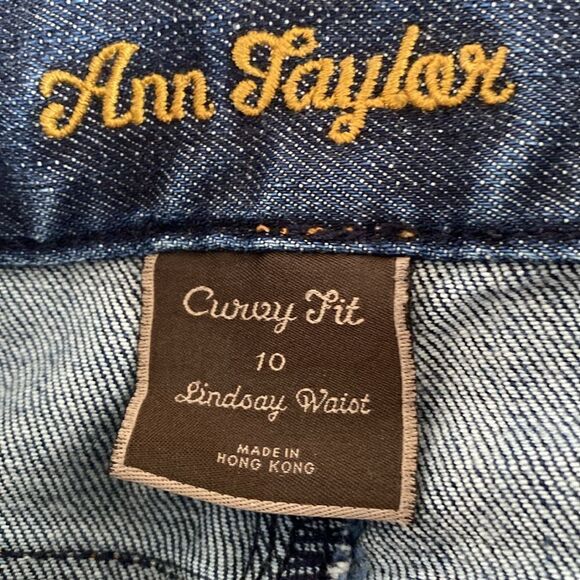 Ann Taylor
Curvy Fit
10
Lindsay Waist
MADE IN
HONG KONG